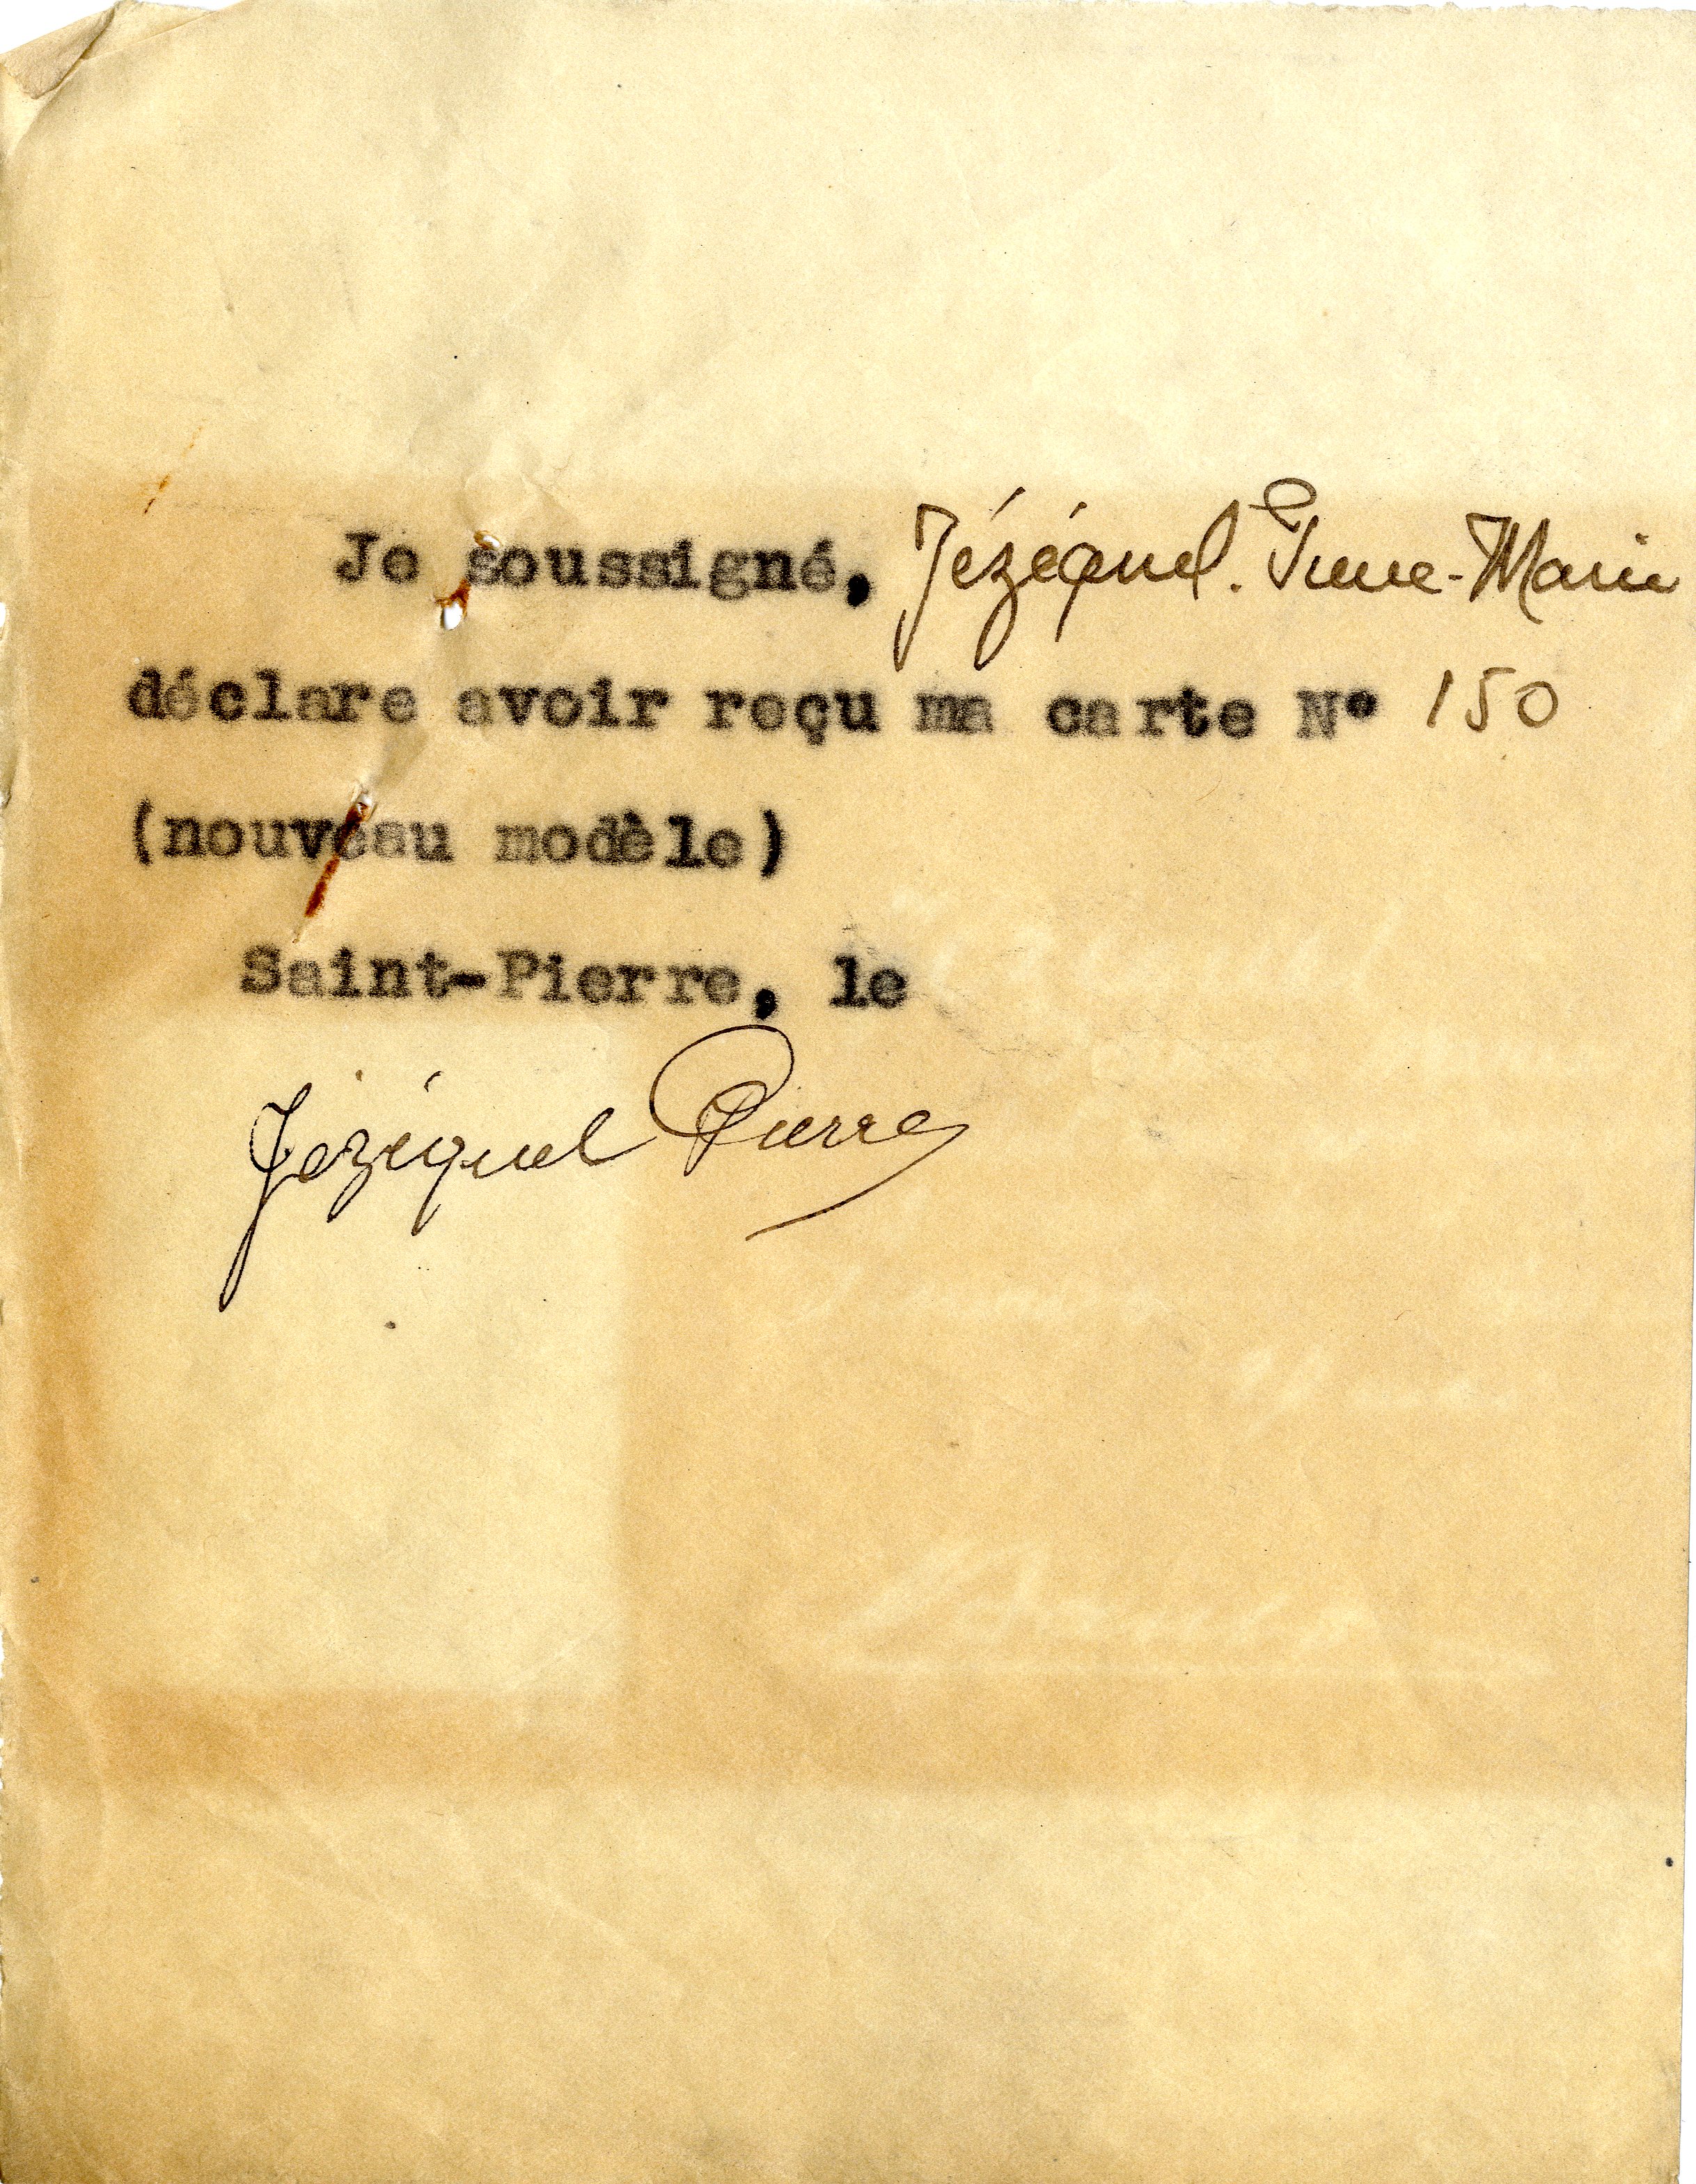 Je soussigné, Jézéquel. Pierre-Marie
déclare avoir reçu ma carte N° 150
(nouveau modèle)
Saint-Pierre, le
Jézéquel Pierre